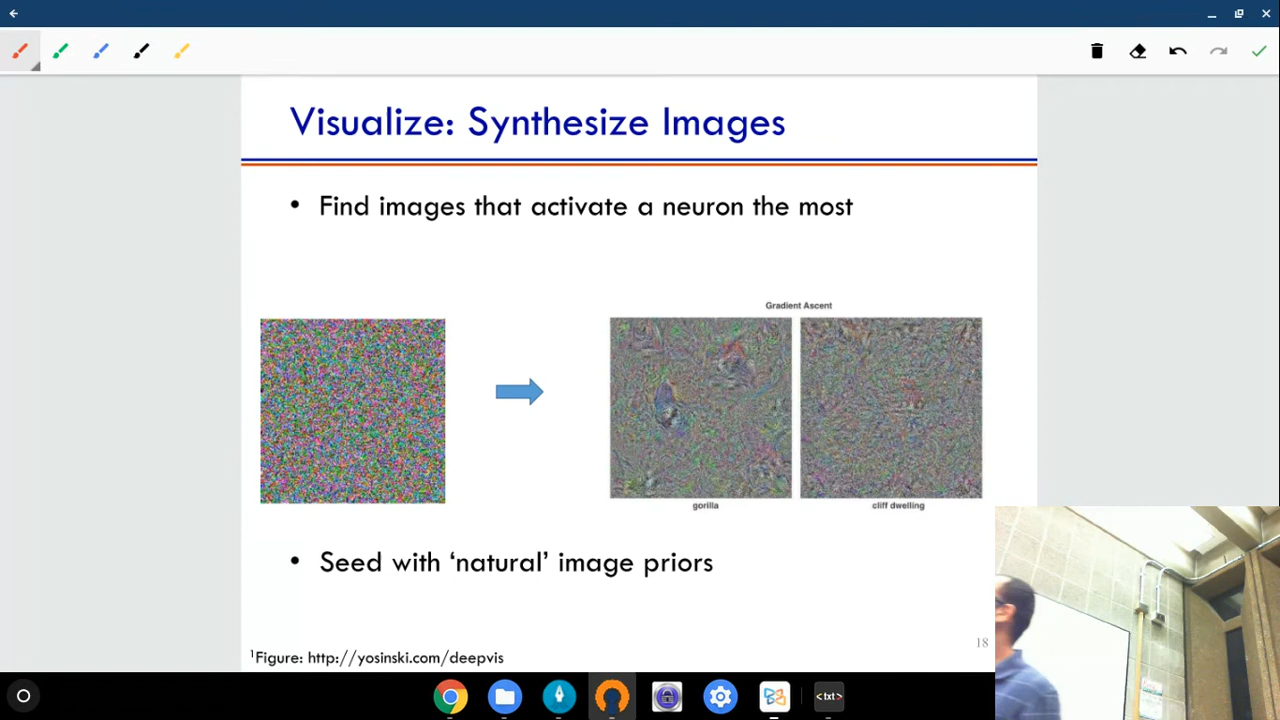 Visualize: Synthesize Images
• Find images that activate a neuron the most
Gradient Ascent
gorilla
cliff dwelling
• Seed with ‘natural’ image priors
18
¹Figure: http://yosinski.com/deepvis
<txt>